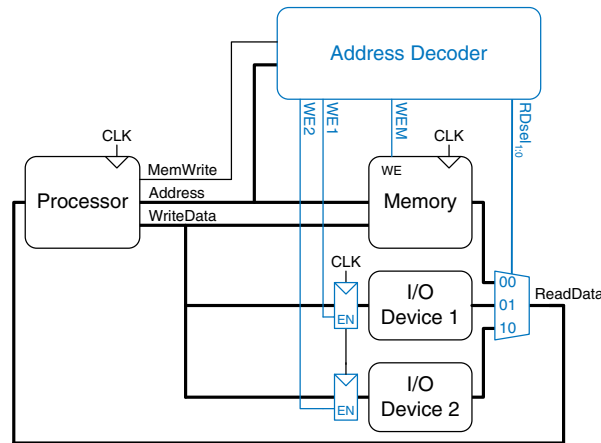 Address Decoder
WE2
WE1
WEM
RDsel1:0
CLK
CLK
MemWrite
Processor
Address
WriteData
WE
Memory
CLK
EN
I/O
Device 1
00
01
10
ReadData
EN
I/O
Device 2